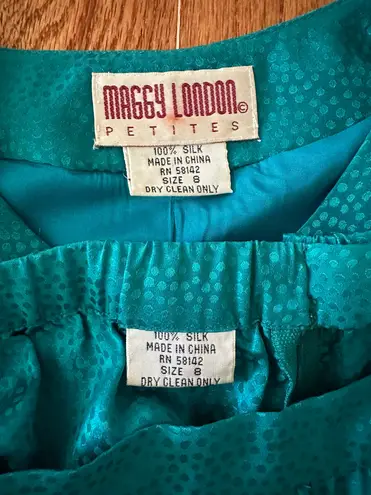 MAGGY LONDON©
PETITES
100% SILK
MADE IN CHINA
RN 58142
SIZE 8
DRY CLEAN ONLY
100% SILK
MADE IN CHINA
RN 58142
SIZE 8
DRY CLEAN ONLY